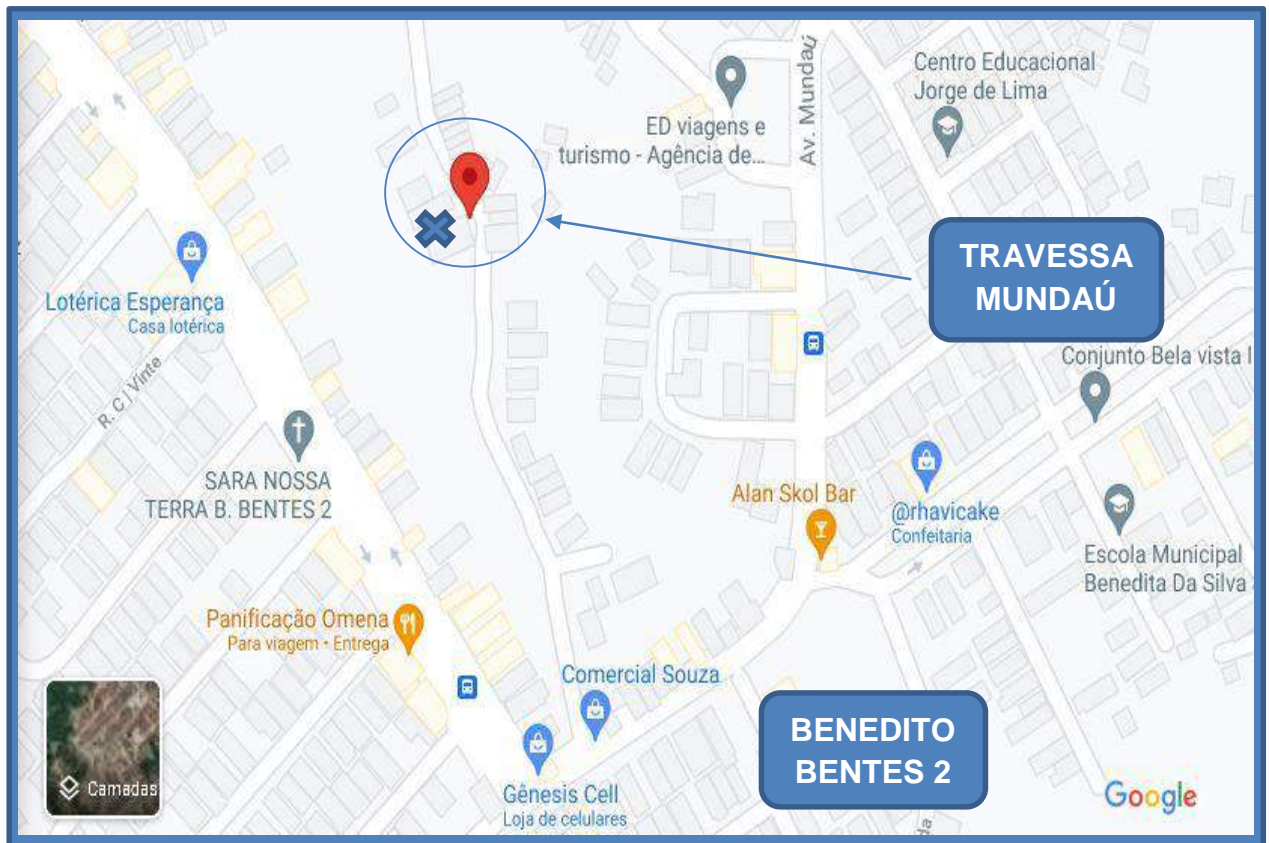 Av. Mundaú
Centro Educacional
Jorge de Lima
ED viagens e
turismo - Agência de...
TRAVESSA
MUNDAÚ
Lotérica Esperança
Casa lotérica
R. C | Vinte
Conjunto Bela vista I
SARA NOSSA
TERRA B. BENTES 2
Alan Skol Bar
@rhavicake
Confeitaria
Escola Municipal
Benedita Da Silva
Panificação Omena
Para viagem • Entrega
Comercial Souza
BENEDITO
BENTES 2
Camadas
Gênesis Cell
Loja de celulares
Google